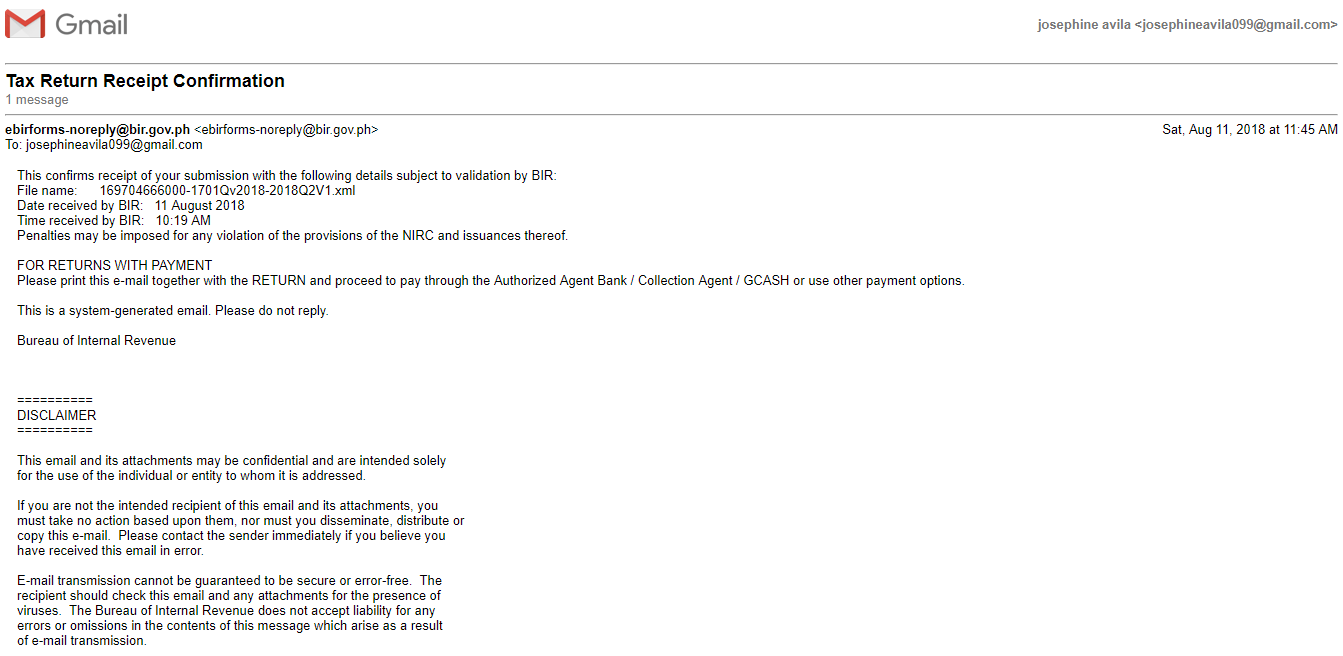 Gmail
josephine avila <josephineavila099@gmail.com>
Tax Return Receipt Confirmation
1 message
ebirforms-noreply@bir.gov.ph <ebirforms-noreply@bir.gov.ph>
Sat, Aug 11, 2018 at 11:45 AM
To: josephineavila099@gmail.com
This confirms receipt of your submission with the following details subject to validation by BIR:
File name: 169704666000-1701Qv2018-2018Q2V1.xml
Date received by BIR: 11 August 2018
Time received by BIR: 10:19 AM
Penalties may be imposed for any violation of the provisions of the NIRC and issuances thereof.
FOR RETURNS WITH PAYMENT
Please print this e-mail together with the RETURN and proceed to pay through the Authorized Agent Bank / Collection Agent / GCASH or use other payment options.
This is a system-generated email. Please do not reply.
Bureau of Internal Revenue
==========
DISCLAIMER
==========
This email and its attachments may be confidential and are intended solely
for the use of the individual or entity to whom it is addressed.
If you are not the intended recipient of this email and its attachments, you
must take no action based upon them, nor must you disseminate, distribute or
copy this e-mail.  Please contact the sender immediately if you believe you
have received this email in error.
E-mail transmission cannot be guaranteed to be secure or error-free.  The
recipient should check this email and any attachments for the presence of
viruses.  The Bureau of Internal Revenue does not accept liability for any
errors or omissions in the contents of this message which arise as a result
of e-mail transmission.